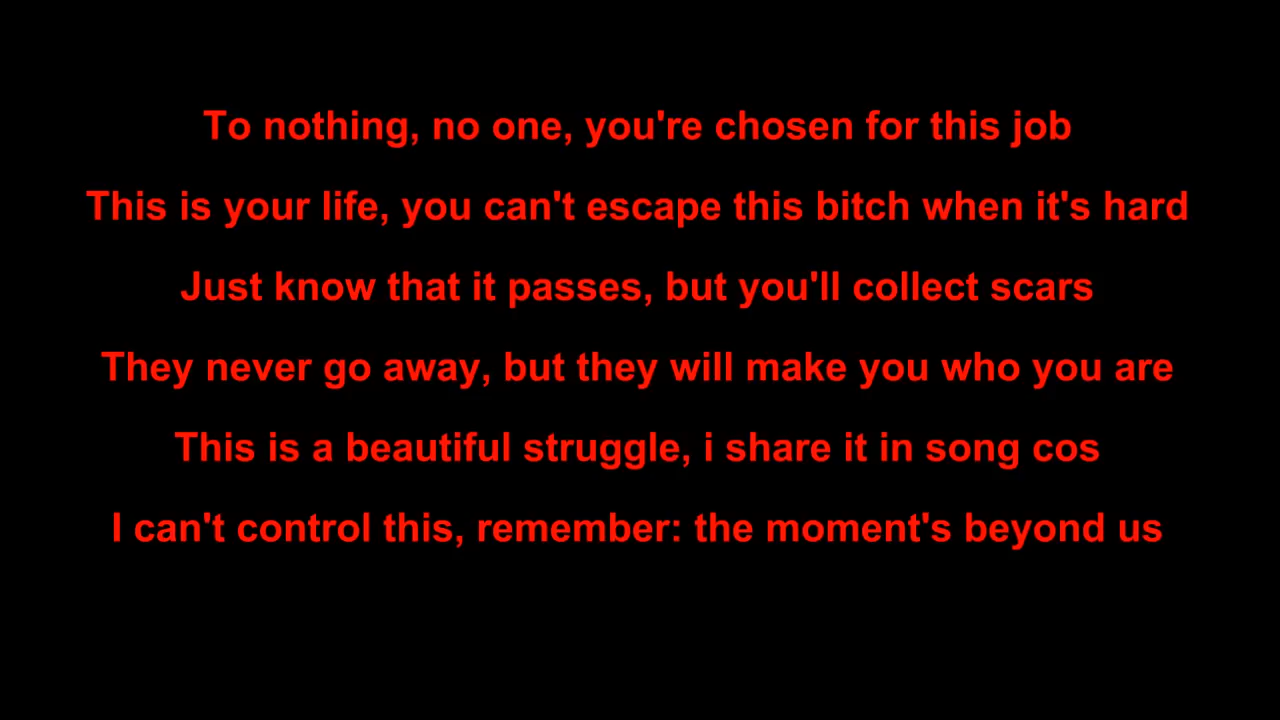 To nothing, no one, you're chosen for this job
This is your life, you can't escape this bitch when it's hard
Just know that it passes, but you'll collect scars
They never go away, but they will make you who you are
This is a beautiful struggle, i share it in song cos
I can't control this, remember: the moment's beyond us